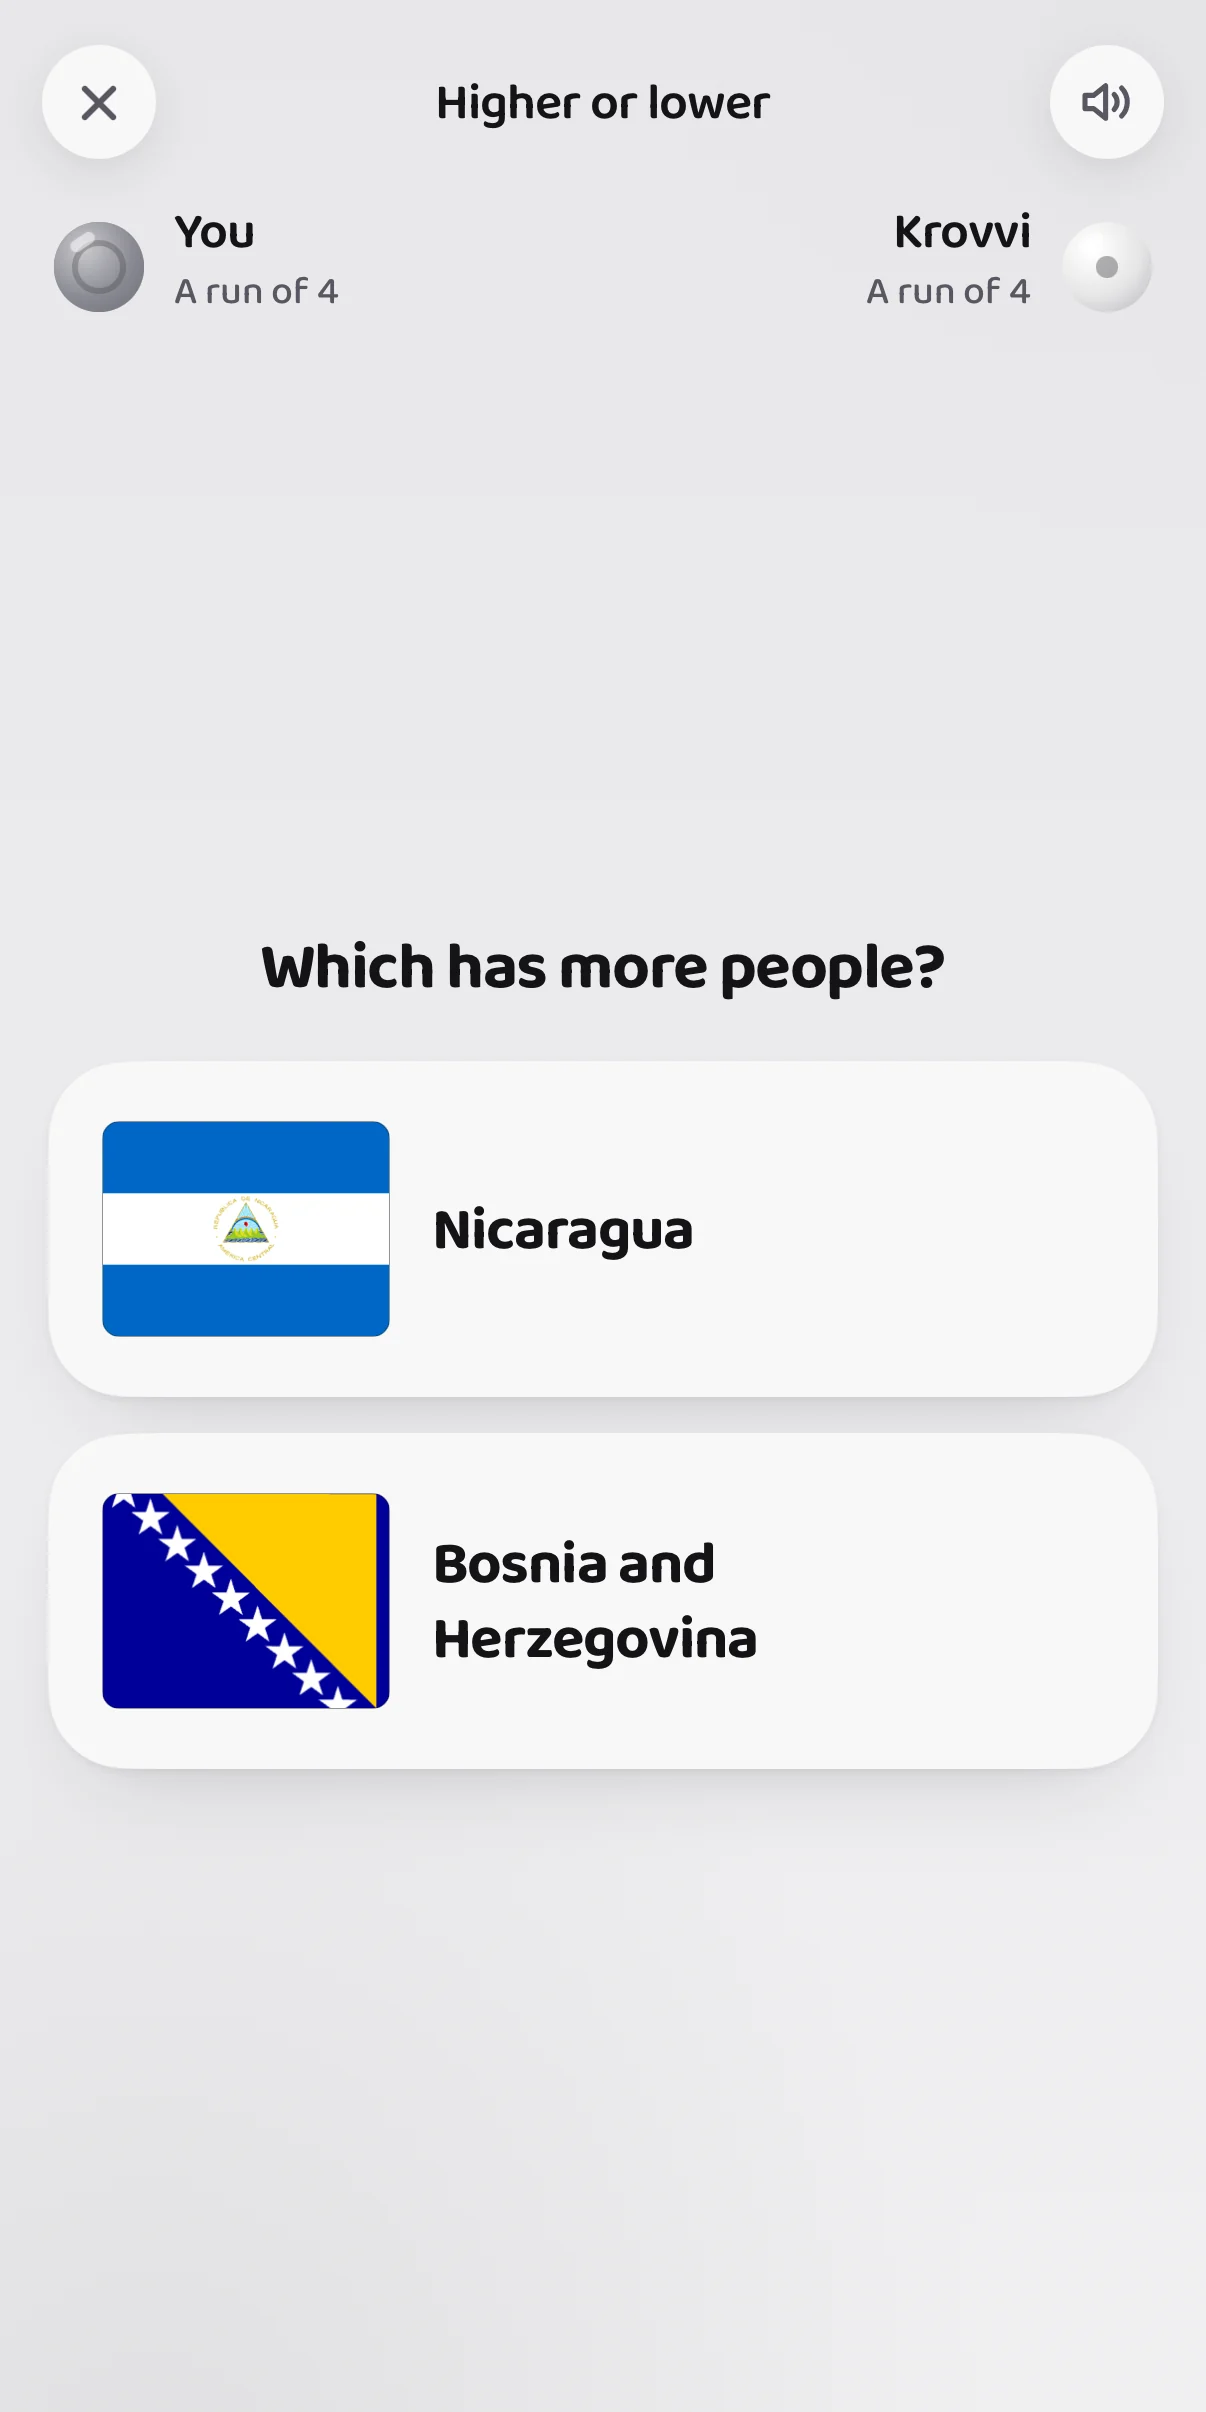 Higher or lower
You
A run of 4
Krovvi
A run of 4
Which has more people?
Nicaragua
Bosnia and
Herzegovina